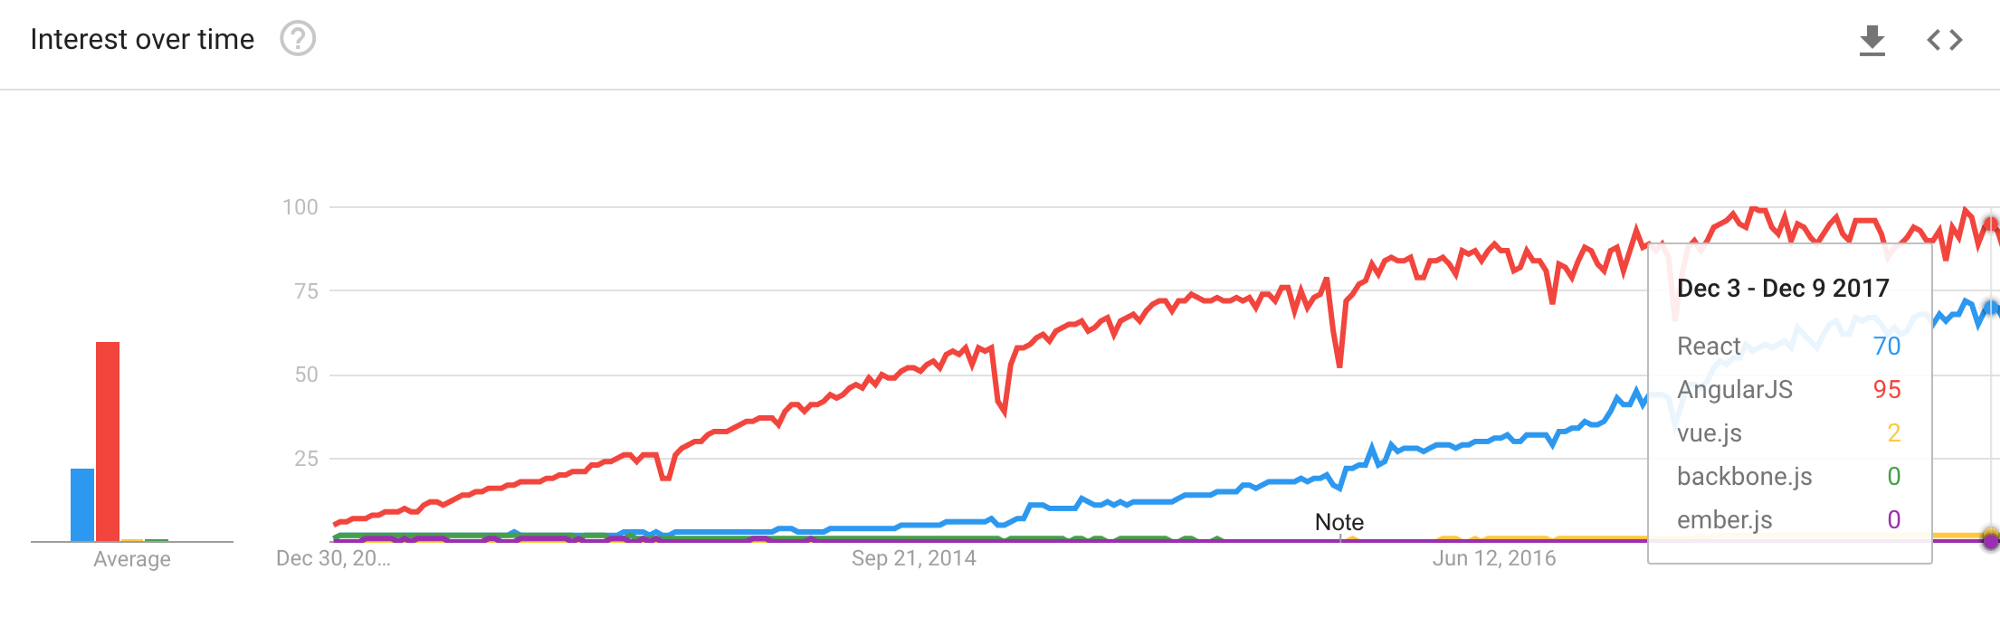 Interest over time ?
100
75
50
25
Average
Dec 30, 20...
Sep 21, 2014
Jun 12, 2016
Note
Dec 3 - Dec 9 2017
React 70
AngularJS 95
vue.js 2
backbone.js 0
ember.js 0